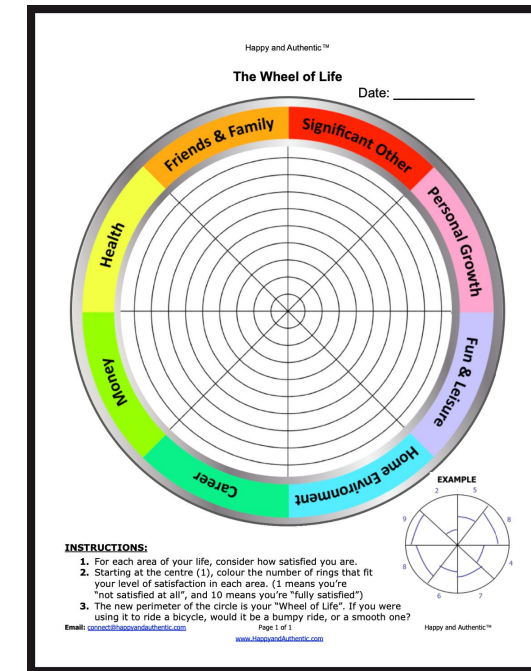 Happy and Authentic™
The Wheel of Life
Date: ___________
Friends & Family
Significant Other
Personal Growth
Fun & Leisure
Home Environment
Career
Money
Health
EXAMPLE
2 5
9 8
8 4
6 7
INSTRUCTIONS:
1. For each area of your life, consider how satisfied you are.
2. Starting at the centre (1), colour the number of rings that fit
your level of satisfaction in each area. (1 means you're
"not satisfied at all", and 10 means you're "fully satisfied")
3. The new perimeter of the circle is your "Wheel of Life". If you were
using it to ride a bicycle, would it be a bumpy ride, or a smooth one?
Email: connect@happyandauthentic.com Page 1 of 1 Happy and Authentic™
www.HappyandAuthentic.com